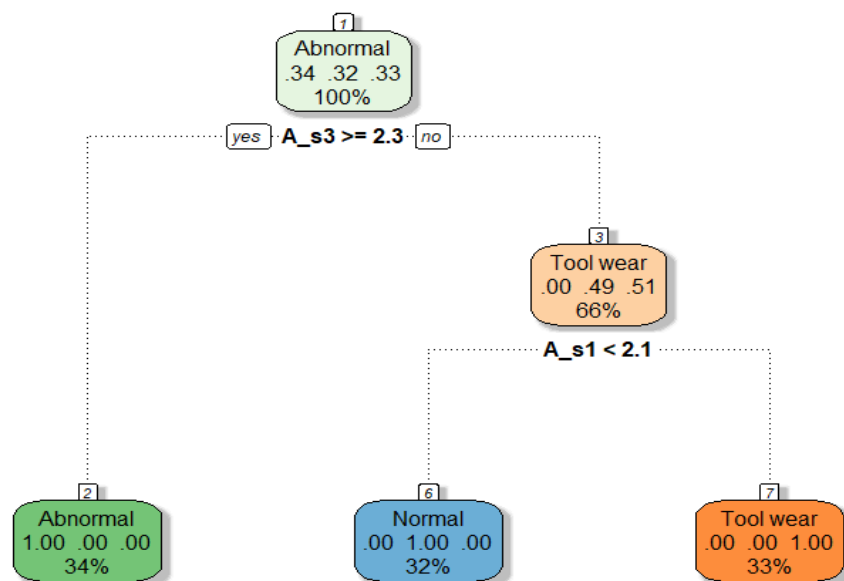 1
Abnormal
.34 .32 .33
100%
yes A_s3 >= 2.3 no
3
Tool wear
.00 .49 .51
66%
A_s1 < 2.1
2
Abnormal
1.00 .00 .00
34%
6
Normal
.00 1.00 .00
32%
7
Tool wear
.00 .00 1.00
33%